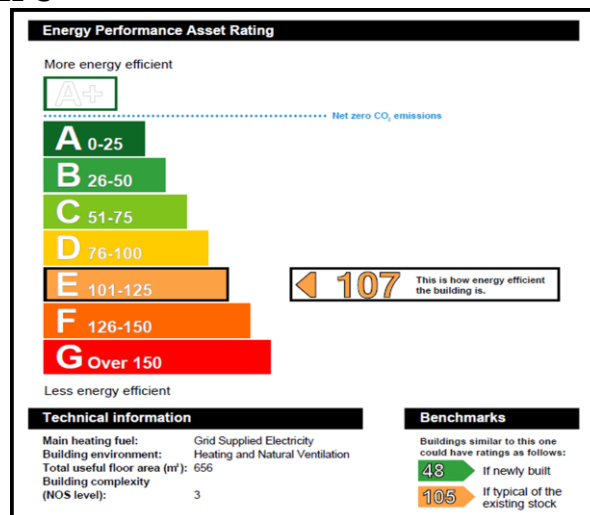 Energy Performance Asset Rating
More energy efficient
A+
Net zero CO₂ emissions
A 0-25
B 26-50
C 51-75
D 76-100
E 101-125
107
This is how energy efficient
the building is.
F 126-150
G Over 150
Less energy efficient
Technical information
Main heating fuel: Grid Supplied Electricity
Building environment: Heating and Natural Ventilation
Total useful floor area (m²): 656
Building complexity
(NOS level): 3
Benchmarks
Buildings similar to this one
could have ratings as follows:
48 If newly built
105 If typical of the
existing stock